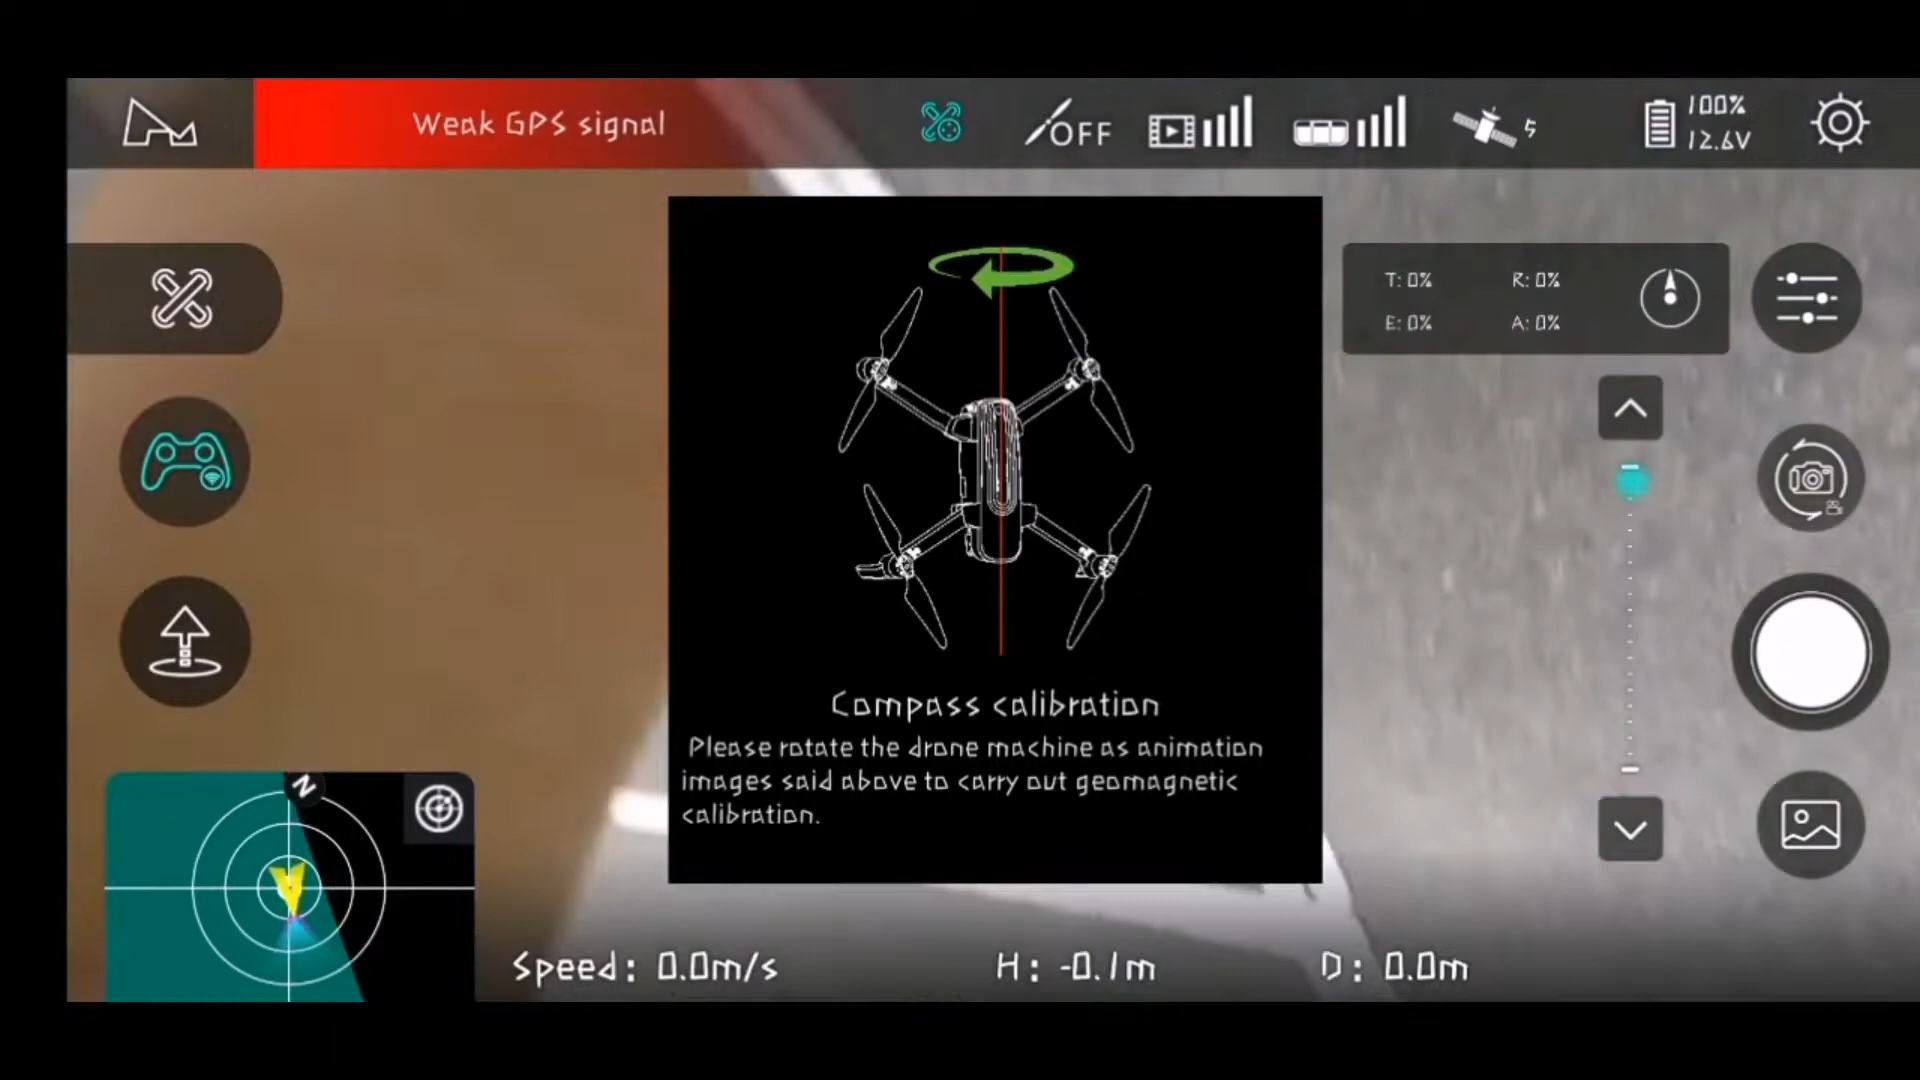 Weak GPS signal
OFF
5
100%
12.6V
T: 0%
R: 0%
E: 0%
A: 0%
Compass calibration
Please rotate the drone machine as animation
images said above to carry out geomagnetic
calibration.
N
Speed: 0.0m/s
H: -0.1m
D: 0.0m